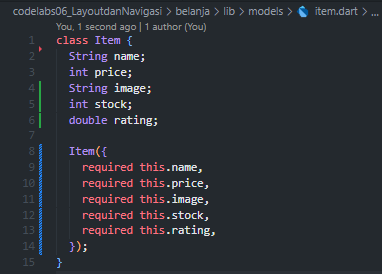 codelabs06_LayoutdanNavigasi > belanja > lib > models > item.dart > ...
You, 1 second ago | 1 author (You)
1 class Item {
2   String name;
3   int price;
4   String image;
5   int stock;
6   double rating;
7
8   Item({
9     required this.name,
10     required this.price,
11     required this.image,
12     required this.stock,
13     required this.rating,
14   });
15 }